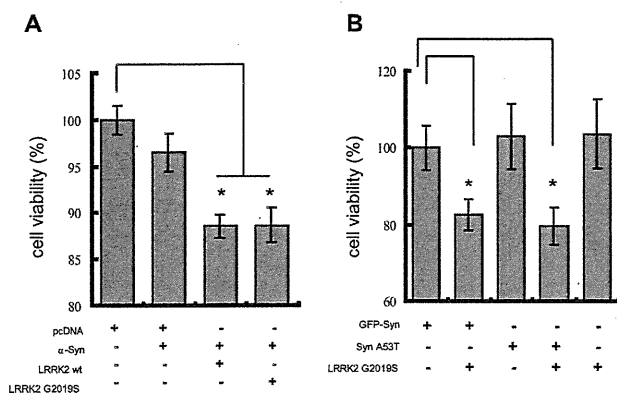 A
cell viability (%)
105
100
95
90
85
80
* *
pcDNA + + - -
α-Syn - + + +
LRRK2 wt - - + -
LRRK2 G2019S - - - +
B
cell viability (%)
120
100
80
60
* *
GFP-Syn + + - - -
Syn A53T - - + + -
LRRK2 G2019S - + - + +